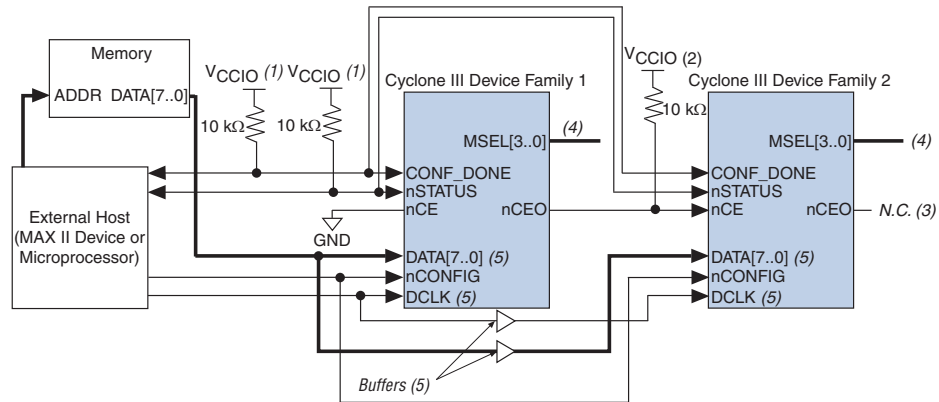 Memory
ADDR DATA[7..0]
VCCIO (1)
VCCIO (1)
10 kΩ
10 kΩ
Cyclone III Device Family 1
MSEL[3..0]
(4)
CONF_DONE
nSTATUS
nCE
nCEO
GND
DATA[7..0] (5)
nCONFIG
DCLK (5)
VCCIO (2)
10 kΩ
Cyclone III Device Family 2
MSEL[3..0]
(4)
CONF_DONE
nSTATUS
nCE
nCEO
N.C. (3)
DATA[7..0] (5)
nCONFIG
DCLK (5)
External Host
(MAX II Device or
Microprocessor)
Buffers (5)